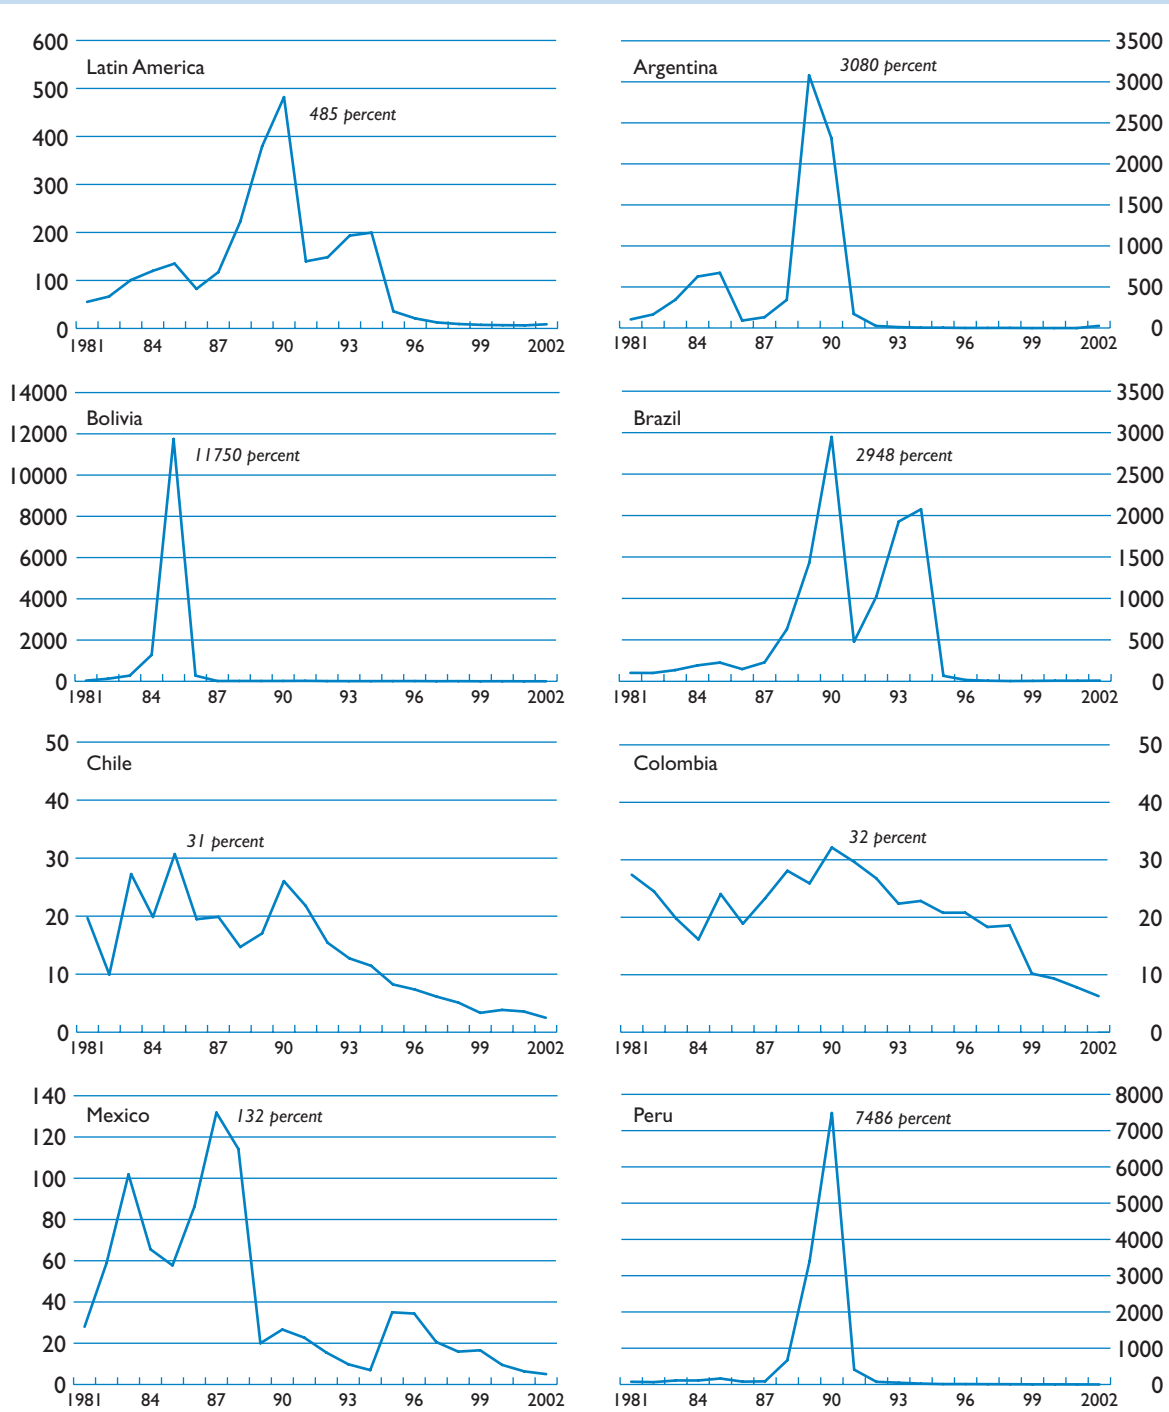 600
Latin America
500
485 percent
400
300
200
100
0
1981 84 87 90 93 96 99 2002
3500
Argentina
3080 percent
3000
2500
2000
1500
1000
500
0
1981 84 87 90 93 96 99 2002
14000
Bolivia
12000
11750 percent
10000
8000
6000
4000
2000
0
1981 84 87 90 93 96 99 2002
3500
Brazil
3000
2948 percent
2500
2000
1500
1000
500
0
1981 84 87 90 93 96 99 2002
50
Chile
40
31 percent
30
20
10
0
1981 84 87 90 93 96 99 2002
50
Colombia
40
32 percent
30
20
10
0
1981 84 87 90 93 96 99 2002
140
Mexico
132 percent
120
100
80
60
40
20
0
1981 84 87 90 93 96 99 2002
8000
Peru
7486 percent
7000
6000
5000
4000
3000
2000
1000
0
1981 84 87 90 93 96 99 2002